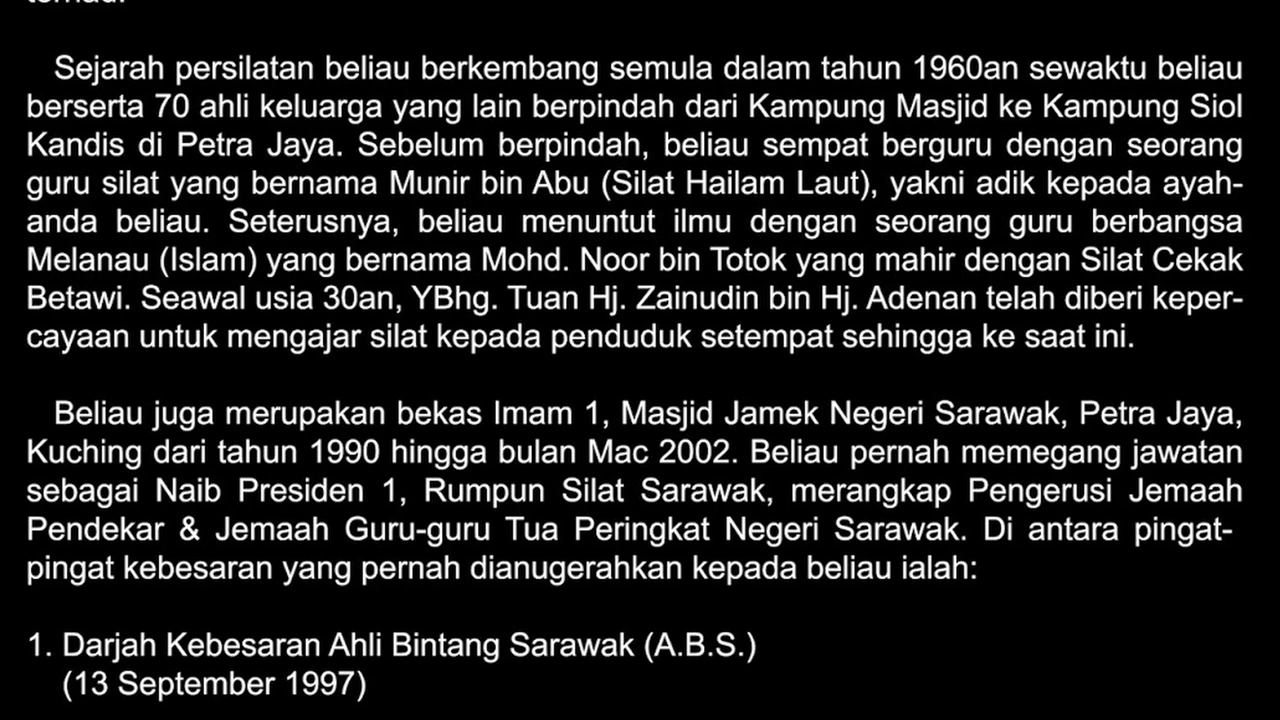 Sejarah persilatan beliau berkembang semula dalam tahun 1960an sewaktu beliau
berserta 70 ahli keluarga yang lain berpindah dari Kampung Masjid ke Kampung Siol
Kandis di Petra Jaya. Sebelum berpindah, beliau sempat berguru dengan seorang
guru silat yang bernama Munir bin Abu (Silat Hailam Laut), yakni adik kepada ayah-
anda beliau. Seterusnya, beliau menuntut ilmu dengan seorang guru berbangsa
Melanau (Islam) yang bernama Mohd. Noor bin Totok yang mahir dengan Silat Cekak
Betawi. Seawal usia 30an, YBhg. Tuan Hj. Zainudin bin Hj. Adenan telah diberi keper-
cayaan untuk mengajar silat kepada penduduk setempat sehingga ke saat ini.
Beliau juga merupakan bekas Imam 1, Masjid Jamek Negeri Sarawak, Petra Jaya,
Kuching dari tahun 1990 hingga bulan Mac 2002. Beliau pernah memegang jawatan
sebagai Naib Presiden 1, Rumpun Silat Sarawak, merangkap Pengerusi Jemaah
Pendekar & Jemaah Guru-guru Tua Peringkat Negeri Sarawak. Di antara pingat-
pingat kebesaran yang pernah dianugerahkan kepada beliau ialah:
1. Darjah Kebesaran Ahli Bintang Sarawak (A.B.S.)
(13 September 1997)